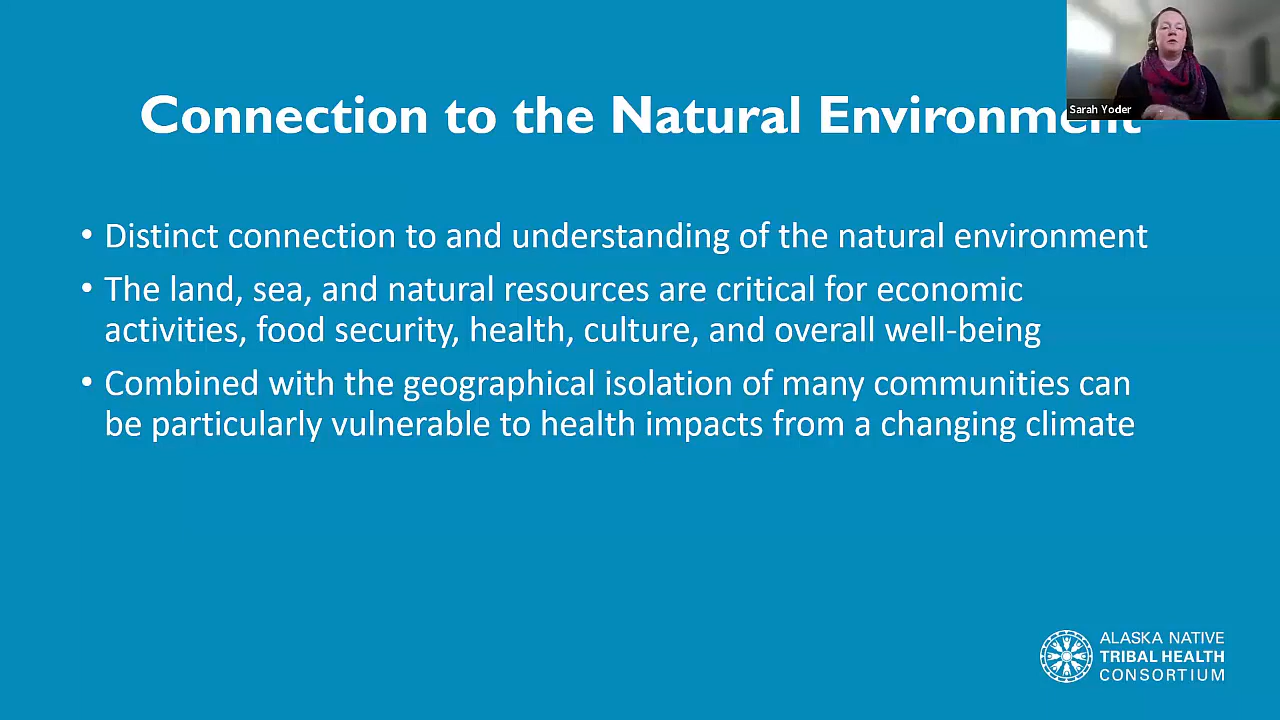 Connection to the Natural Environment
Sarah Yoder
• Distinct connection to and understanding of the natural environment
• The land, sea, and natural resources are critical for economic
activities, food security, health, culture, and overall well-being
• Combined with the geographical isolation of many communities can
be particularly vulnerable to health impacts from a changing climate
ALASKA NATIVE
TRIBAL HEALTH
CONSORTIUM